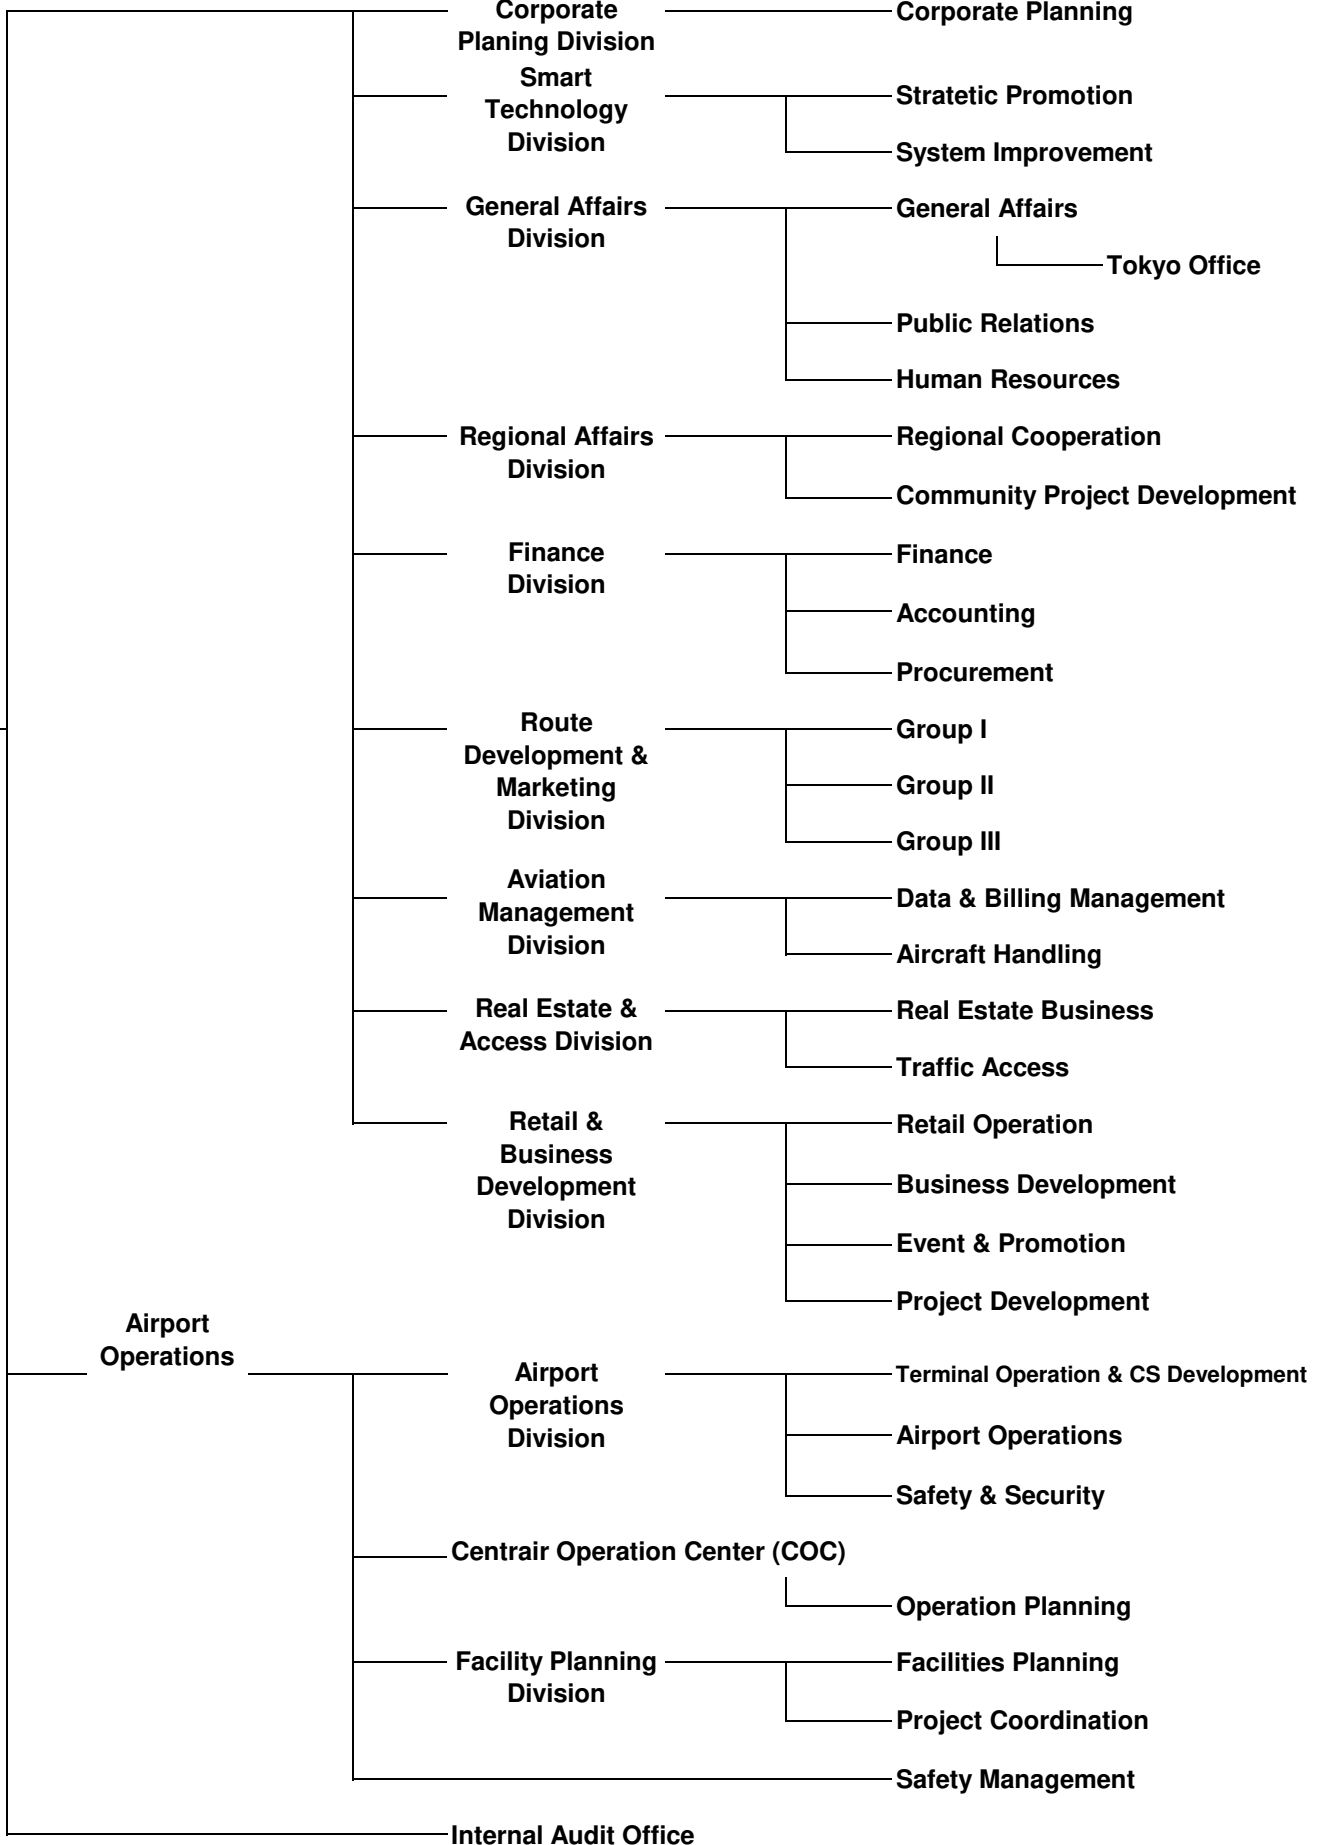 Corporate
Planing Division
Corporate Planning
Smart
Technology
Division
Stratetic Promotion
System Improvement
General Affairs
Division
General Affairs
Tokyo Office
Public Relations
Human Resources
Regional Affairs
Division
Regional Cooperation
Community Project Development
Finance
Division
Finance
Accounting
Procurement
Route
Development &
Marketing
Division
Group I
Group II
Group III
Aviation
Management
Division
Data & Billing Management
Aircraft Handling
Real Estate &
Access Division
Real Estate Business
Traffic Access
Retail &
Business
Development
Division
Retail Operation
Business Development
Event & Promotion
Project Development
Airport
Operations
Airport
Operations
Division
Terminal Operation & CS Development
Airport Operations
Safety & Security
Centrair Operation Center (COC)
Operation Planning
Facility Planning
Division
Facilities Planning
Project Coordination
Safety Management
Internal Audit Office